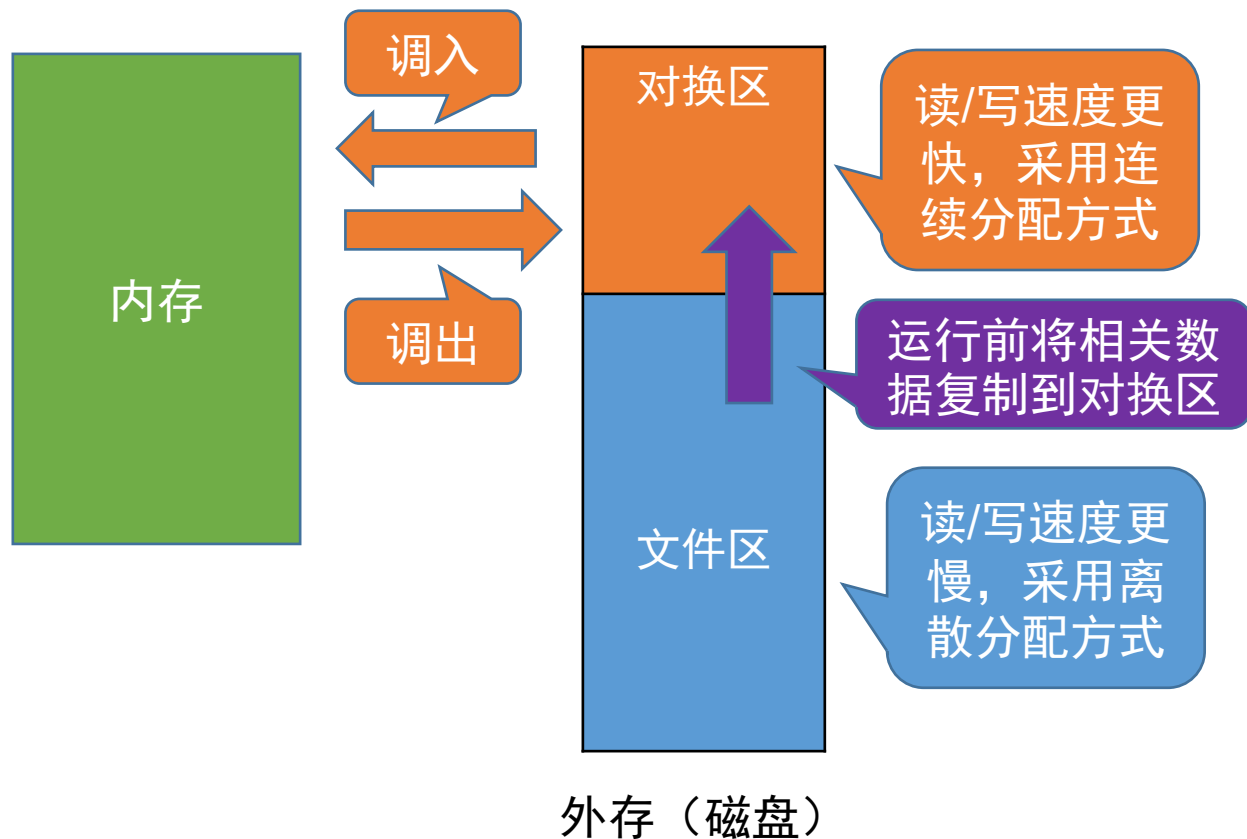 调入
对换区
读/写速度更
快，采用连
续分配方式
内存
调出
运行前将相关数
据复制到对换区
文件区
读/写速度更
慢，采用离
散分配方式
外存（磁盘）